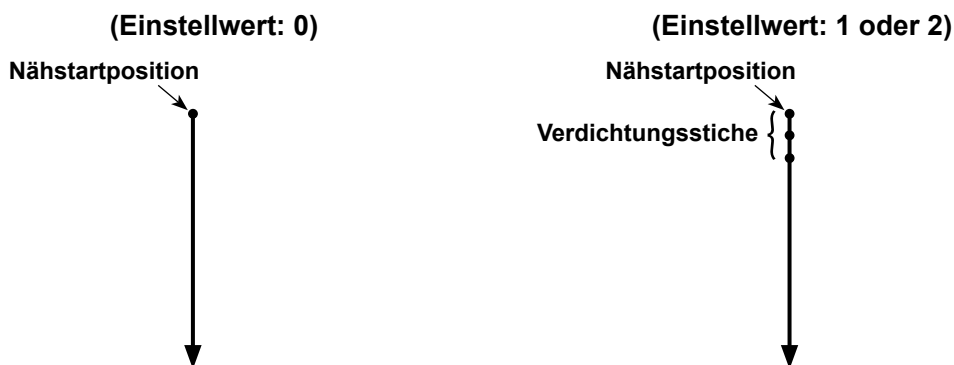 (Einstellwert: 0)
Nähstartposition
(Einstellwert: 1 oder 2)
Nähstartposition
Verdichtungsstiche